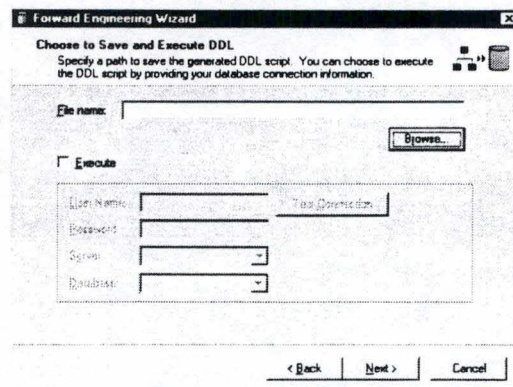 Forward Engineering Wizard
Choose to Save and Execute DDL
Specify a path to save the generated DDL script. You can choose to execute
the DDL script by providing your database connection information.
File name:
Browse...
Execute
User Name:
Test Connection
Password
Server
Database:
< Back
Next >
Cancel